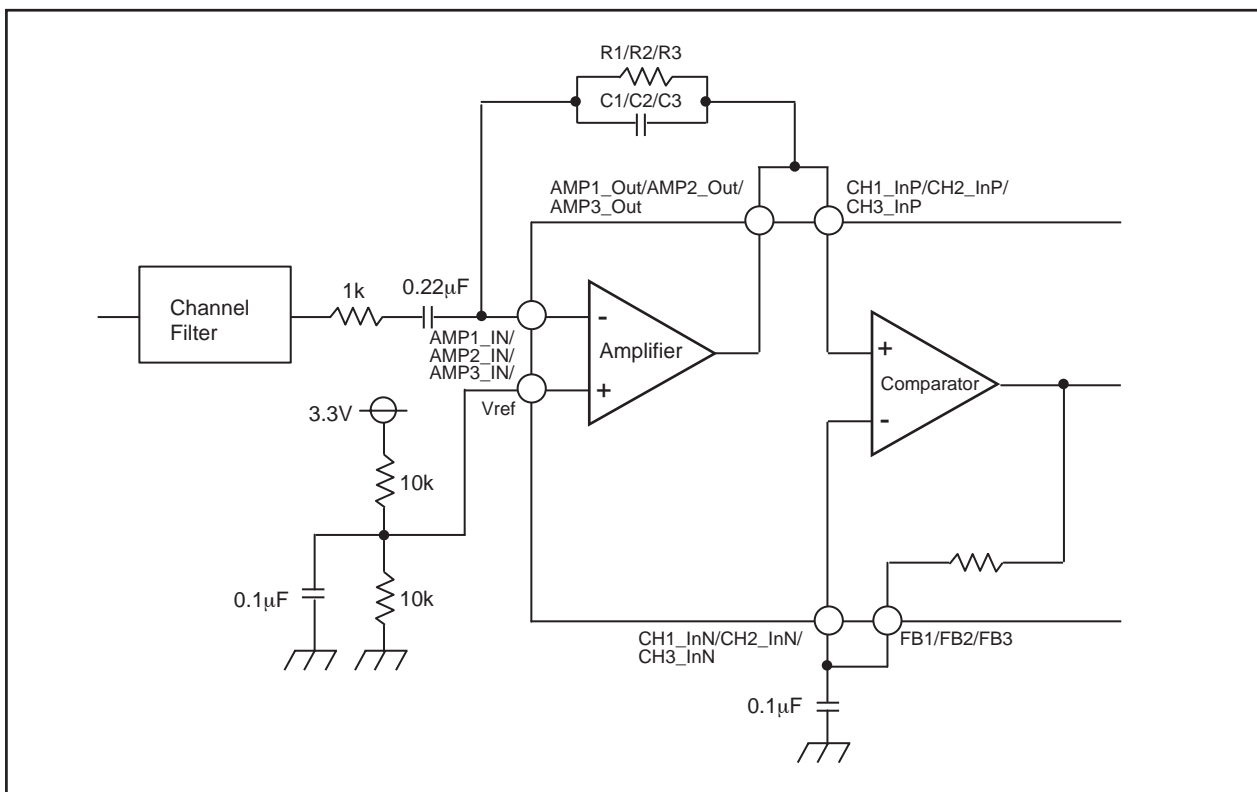 R1/R2/R3
C1/C2/C3
AMP1_Out/AMP2_Out/
AMP3_Out
CH1_InP/CH2_InP/
CH3_InP
Channel
Filter
1k
0.22μF
AMP1_IN/
AMP2_IN/
AMP3_IN/
-
Amplifier
+
Vref
+
Comparator
-
3.3V
10k
0.1μF
10k
CH1_InN/CH2_InN/
CH3_InN
FB1/FB2/FB3
0.1μF